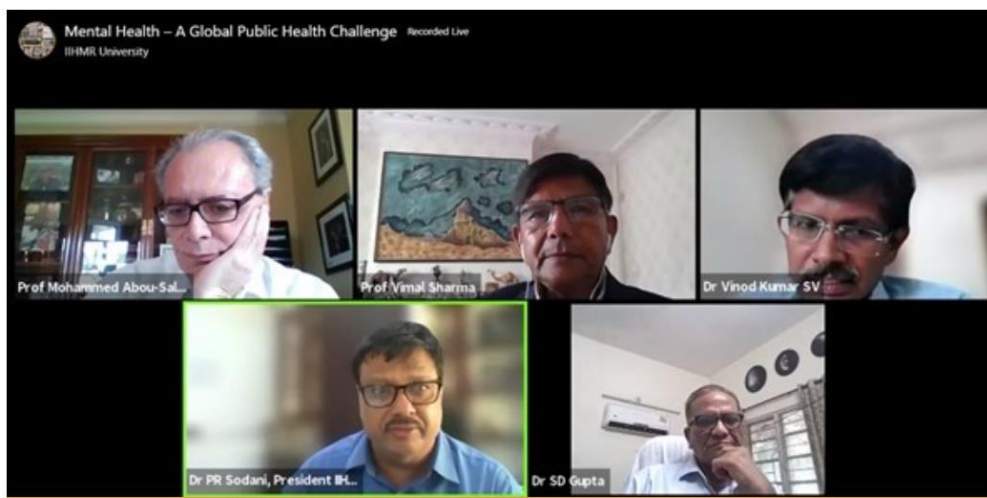 Mental Health – A Global Public Health Challenge Recorded Live
IIHMR University
Prof Mohammed Abou-Sal...
Prof Vimal Sharma
Dr Vinod Kumar SV
Dr PR Sodani, President IIH...
Dr SD Gupta